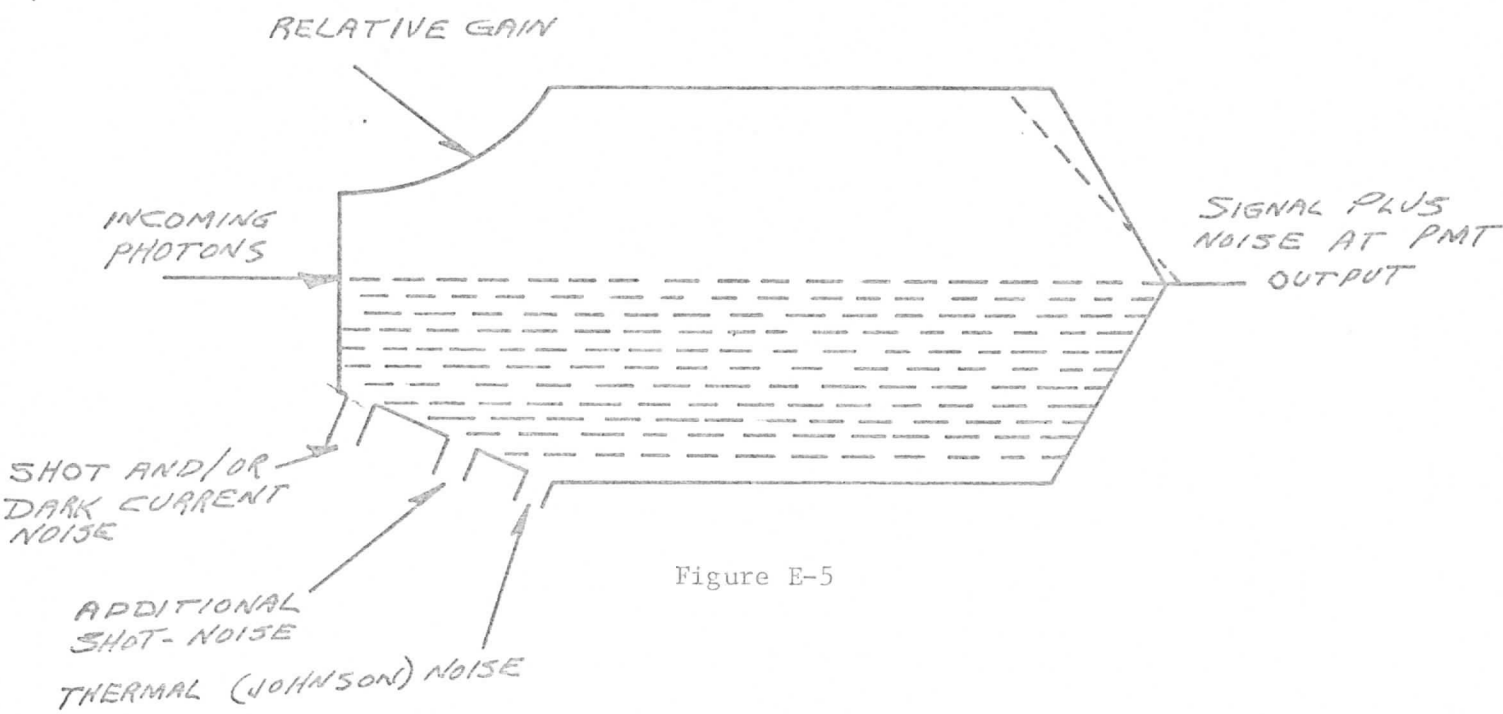 RELATIVE GAIN
INCOMING
PHOTONS
SIGNAL PLUS
NOISE AT PMT
OUTPUT
SHOT AND/OR
DARK CURRENT
NOISE
ADDITIONAL
SHOT-NOISE
THERMAL (JOHNSON) NOISE
Figure E-5